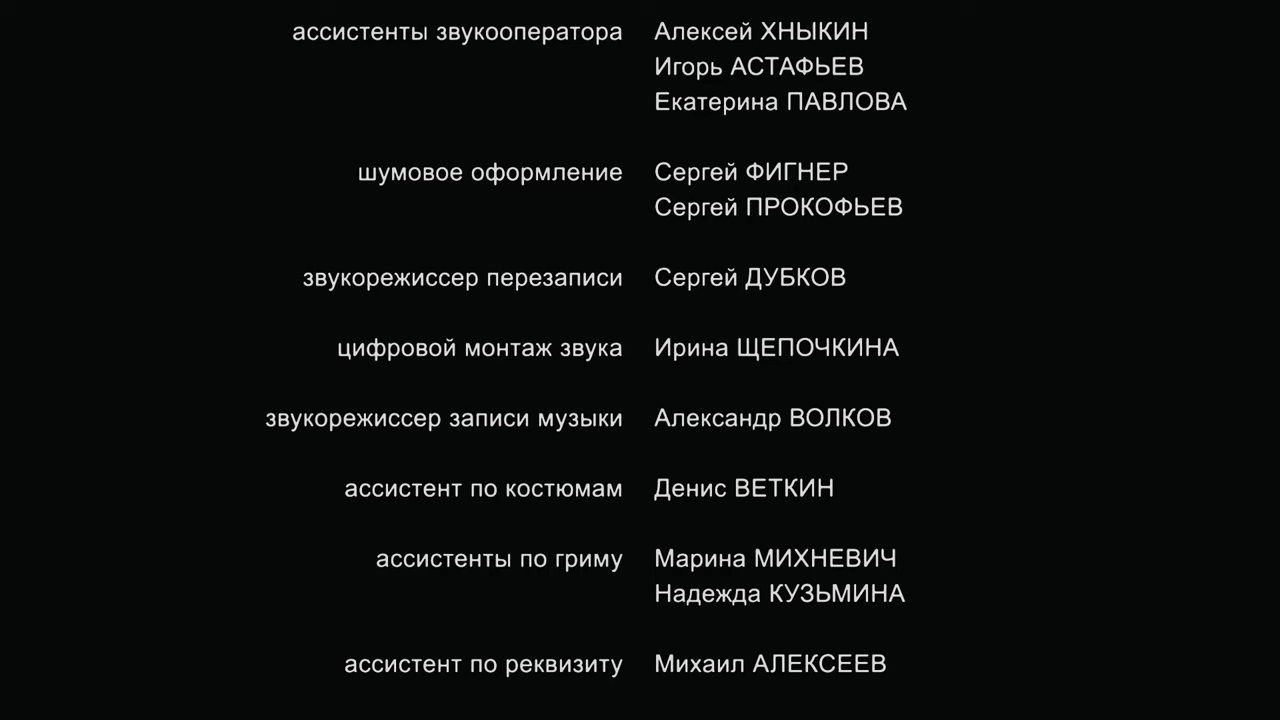 ассистенты звукооператора Алексей ХНЫКИН
Игорь АСТАФЬЕВ
Екатерина ПАВЛОВА
шумовое оформление Сергей ФИГНЕР
Сергей ПРОКОФЬЕВ
звукорежиссер перезаписи Сергей ДУБКОВ
цифровой монтаж звука Ирина ЩЕПОЧКИНА
звукорежиссер записи музыки Александр ВОЛКОВ
ассистент по костюмам Денис ВЕТКИН
ассистенты по гриму Марина МИХНЕВИЧ
Надежда КУЗЬМИНА
ассистент по реквизиту Михаил АЛЕКСЕЕВ